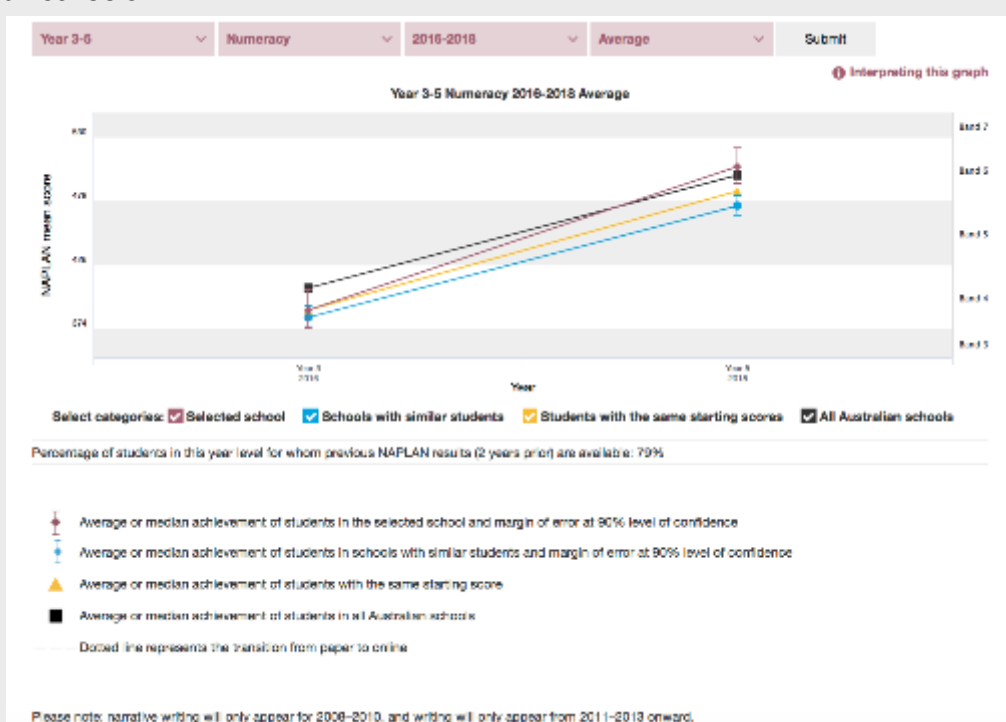 Year 3-5 Numeracy 2016-2018 Average Submit
Interpreting this graph
Year 3-5 Numeracy 2016-2018 Average
Band 7
Band 6
NAPLAN mean score
Band 5
Band 4
374
Band 3
Year 3 Year 5
2016 2018
Year
Select categories: Selected school Schools with similar students Students with the same starting scores All Australian schools
Percentage of students in this year level for whom previous NAPLAN results (2 years prior) are available: 79%
Average or median achievement of students in the selected school and margin of error at 90% level of confidence
Average or median achievement of students in schools with similar students and margin of error at 90% level of confidence
Average or median achievement of students with the same starting score
Average or median achievement of students in all Australian schools
Dotted line represents the transition from paper to online
Please note: narrative writing will only appear for 2008-2010, and writing will only appear from 2011-2013 onward.